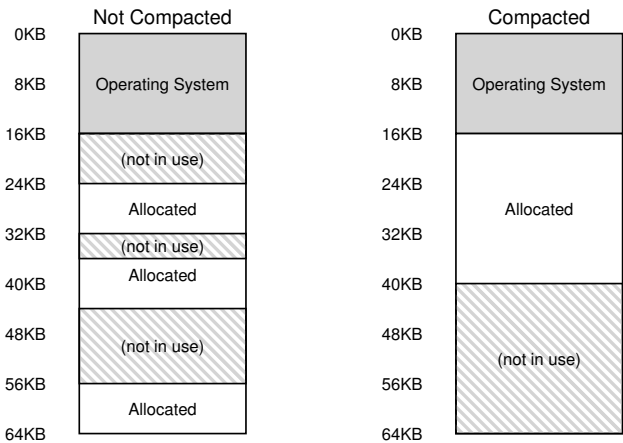 Not Compacted
0KB
8KB
16KB
24KB
32KB
40KB
48KB
56KB
64KB
Operating System
(not in use)
Allocated
(not in use)
Allocated
(not in use)
Allocated
Compacted
0KB
8KB
16KB
24KB
32KB
40KB
48KB
56KB
64KB
Operating System
Allocated
(not in use)